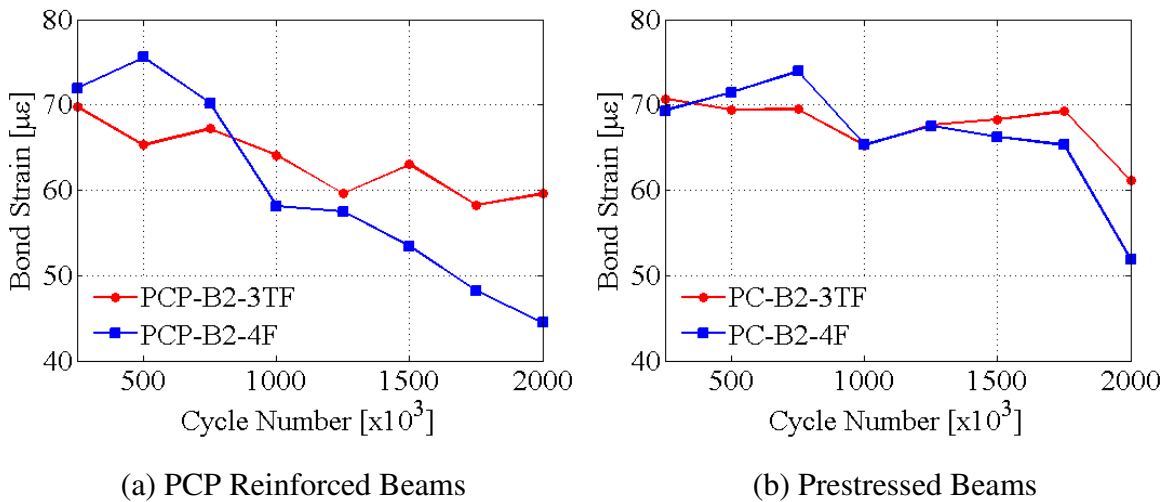 80
70
60
50
40
Bond Strain [με]
PCP-B2-3TF
PCP-B2-4F
500 1000 1500 2000
Cycle Number [x10³]
(a) PCP Reinforced Beams
80
70
60
50
40
Bond Strain [με]
PC-B2-3TF
PC-B2-4F
500 1000 1500 2000
Cycle Number [x10³]
(b) Prestressed Beams